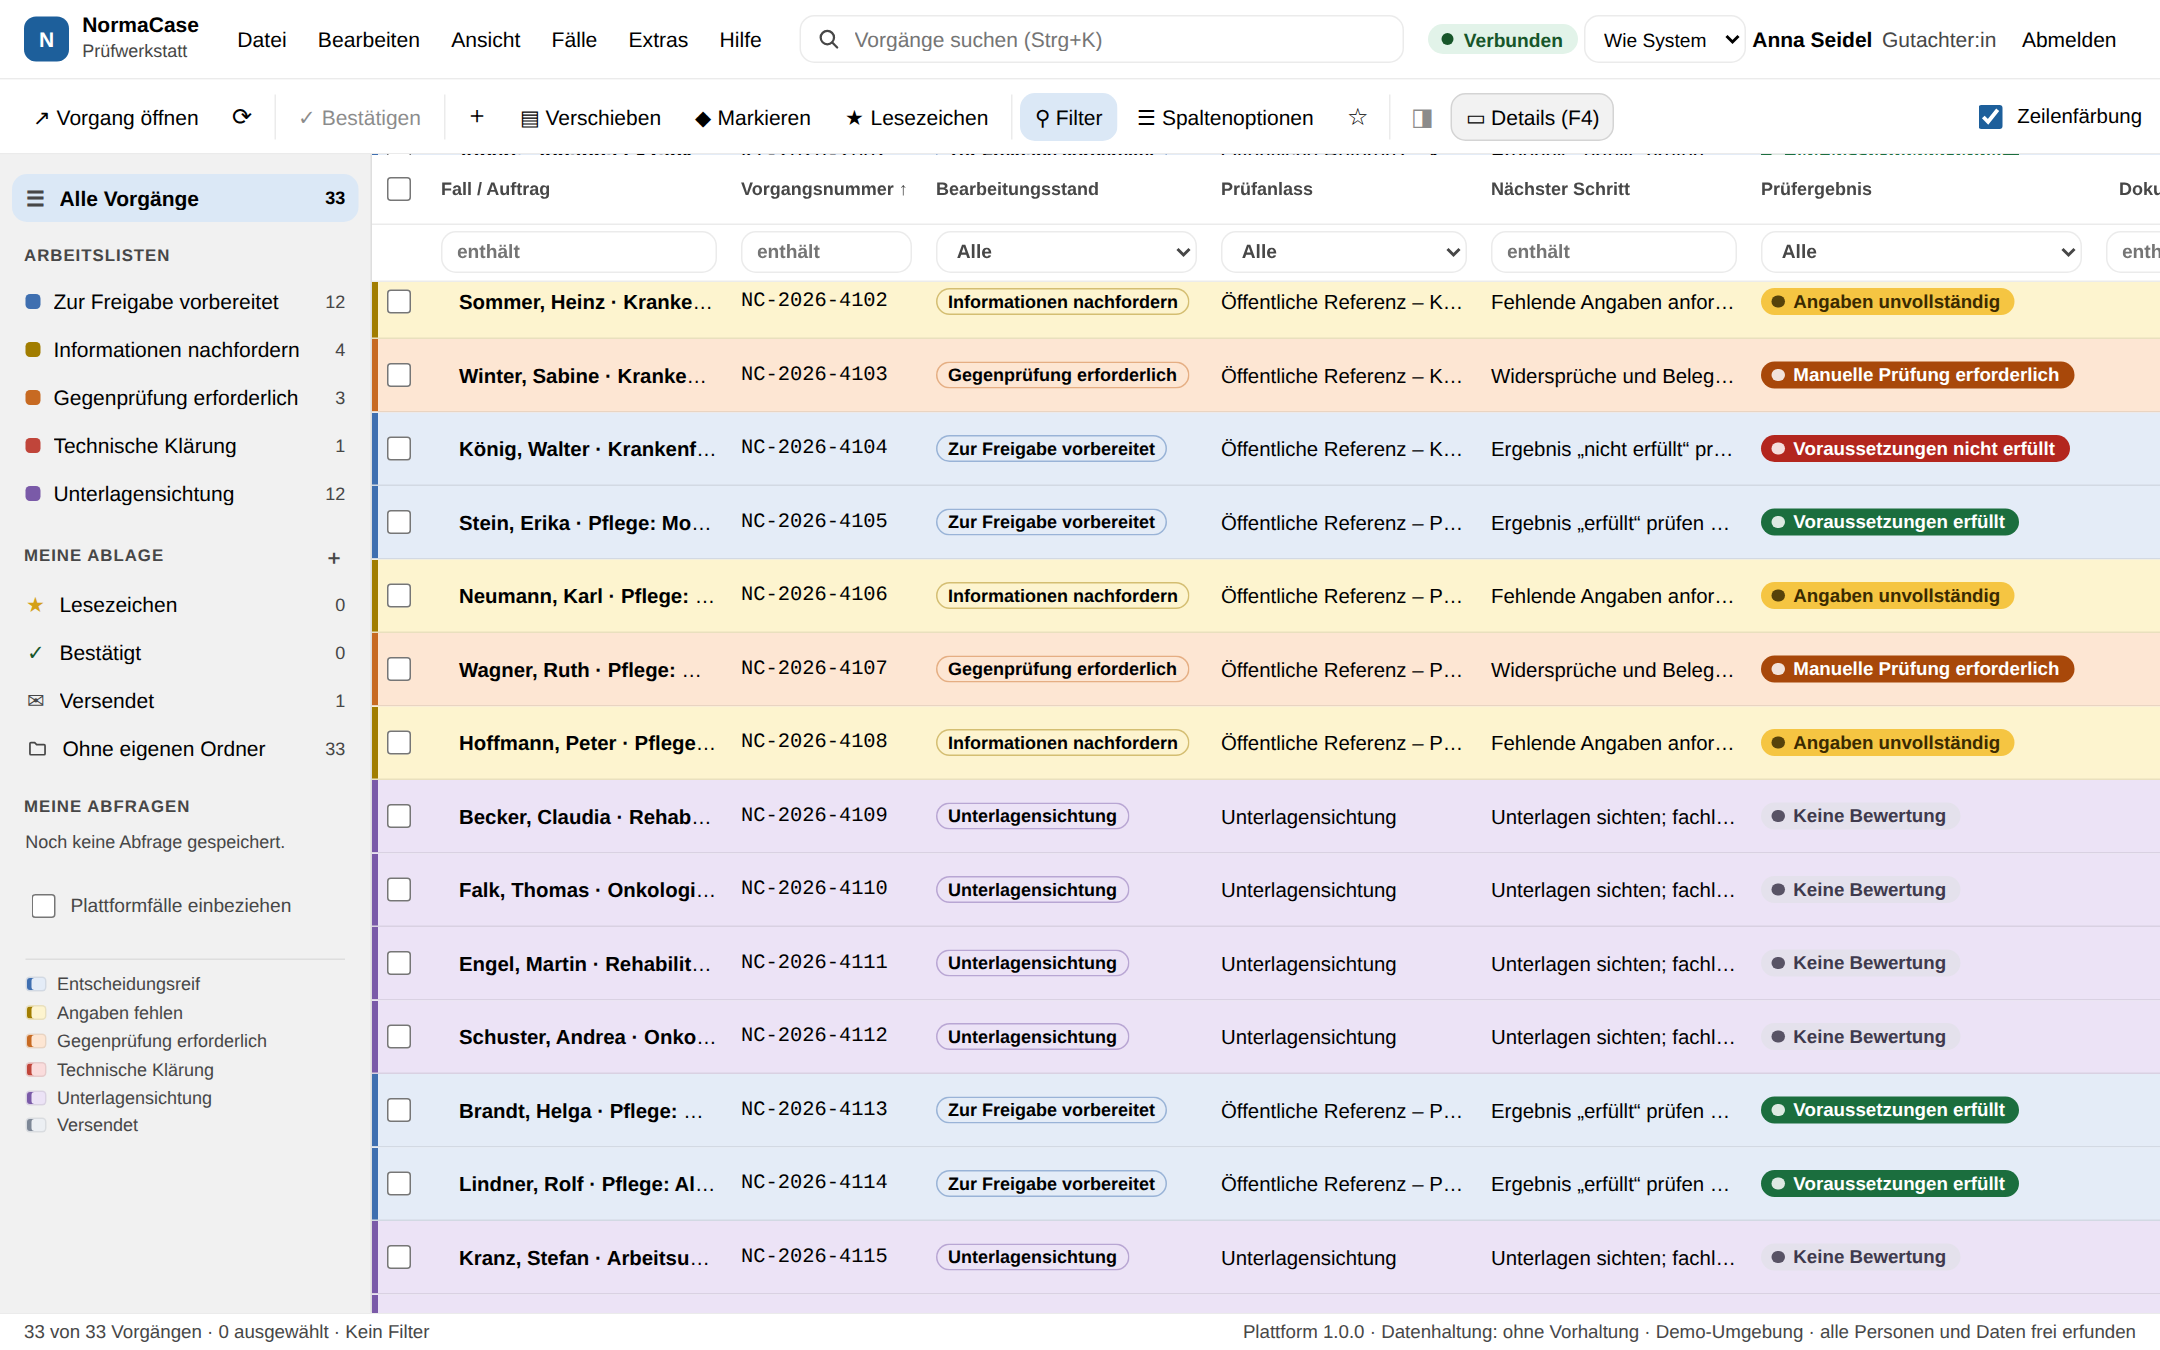 N
NormaCase
Prüfwerkstatt
Datei Bearbeiten Ansicht Fälle Extras Hilfe
Vorgänge suchen (Strg+K)
Verbunden
Wie System
Anna Seidel Gutachter:in Abmelden
↗ Vorgang öffnen ⟳ ✓ Bestätigen + ▤ Verschieben ◆ Markieren ★ Lesezeichen ⚲ Filter ☰ Spaltenoptionen ☆ ◨ ▭ Details (F4) Zeilenfärbung
☰ Alle Vorgänge 33
ARBEITSLISTEN
Zur Freigabe vorbereitet 12
Informationen nachfordern 4
Gegenprüfung erforderlich 3
Technische Klärung 1
Unterlagensichtung 12
MEINE ABLAGE +
★ Lesezeichen 0
✓ Bestätigt 0
✉ Versendet 1
Ohne eigenen Ordner 33
MEINE ABFRAGEN
Noch keine Abfrage gespeichert.
Plattformfälle einbeziehen
Entscheidungsreif
Angaben fehlen
Gegenprüfung erforderlich
Technische Klärung
Unterlagensichtung
Versendet
Fall / Auftrag Vorgangsnummer ↑ Bearbeitungsstand Prüfanlass Nächster Schritt Prüfergebnis Doku
enthält enthält Alle Alle enthält Alle enth
Sommer, Heinz · Kranke… NC-2026-4102 Informationen nachfordern Öffentliche Referenz – K… Fehlende Angaben anfor… Angaben unvollständig
Winter, Sabine · Kranke… NC-2026-4103 Gegenprüfung erforderlich Öffentliche Referenz – K… Widersprüche und Beleg… Manuelle Prüfung erforderlich
König, Walter · Krankenf… NC-2026-4104 Zur Freigabe vorbereitet Öffentliche Referenz – K… Ergebnis „nicht erfüllt“ pr… Voraussetzungen nicht erfüllt
Stein, Erika · Pflege: Mo… NC-2026-4105 Zur Freigabe vorbereitet Öffentliche Referenz – P… Ergebnis „erfüllt“ prüfen … Voraussetzungen erfüllt
Neumann, Karl · Pflege: … NC-2026-4106 Informationen nachfordern Öffentliche Referenz – P… Fehlende Angaben anfor… Angaben unvollständig
Wagner, Ruth · Pflege: … NC-2026-4107 Gegenprüfung erforderlich Öffentliche Referenz – P… Widersprüche und Beleg… Manuelle Prüfung erforderlich
Hoffmann, Peter · Pflege… NC-2026-4108 Informationen nachfordern Öffentliche Referenz – P… Fehlende Angaben anfor… Angaben unvollständig
Becker, Claudia · Rehab… NC-2026-4109 Unterlagensichtung Unterlagensichtung Unterlagen sichten; fachl… Keine Bewertung
Falk, Thomas · Onkologi… NC-2026-4110 Unterlagensichtung Unterlagensichtung Unterlagen sichten; fachl… Keine Bewertung
Engel, Martin · Rehabilit… NC-2026-4111 Unterlagensichtung Unterlagensichtung Unterlagen sichten; fachl… Keine Bewertung
Schuster, Andrea · Onko… NC-2026-4112 Unterlagensichtung Unterlagensichtung Unterlagen sichten; fachl… Keine Bewertung
Brandt, Helga · Pflege: … NC-2026-4113 Zur Freigabe vorbereitet Öffentliche Referenz – P… Ergebnis „erfüllt“ prüfen … Voraussetzungen erfüllt
Lindner, Rolf · Pflege: Al… NC-2026-4114 Zur Freigabe vorbereitet Öffentliche Referenz – P… Ergebnis „erfüllt“ prüfen … Voraussetzungen erfüllt
Kranz, Stefan · Arbeitsu… NC-2026-4115 Unterlagensichtung Unterlagensichtung Unterlagen sichten; fachl… Keine Bewertung
33 von 33 Vorgängen · 0 ausgewählt · Kein Filter
Plattform 1.0.0 · Datenhaltung: ohne Vorhaltung · Demo-Umgebung · alle Personen und Daten frei erfunden